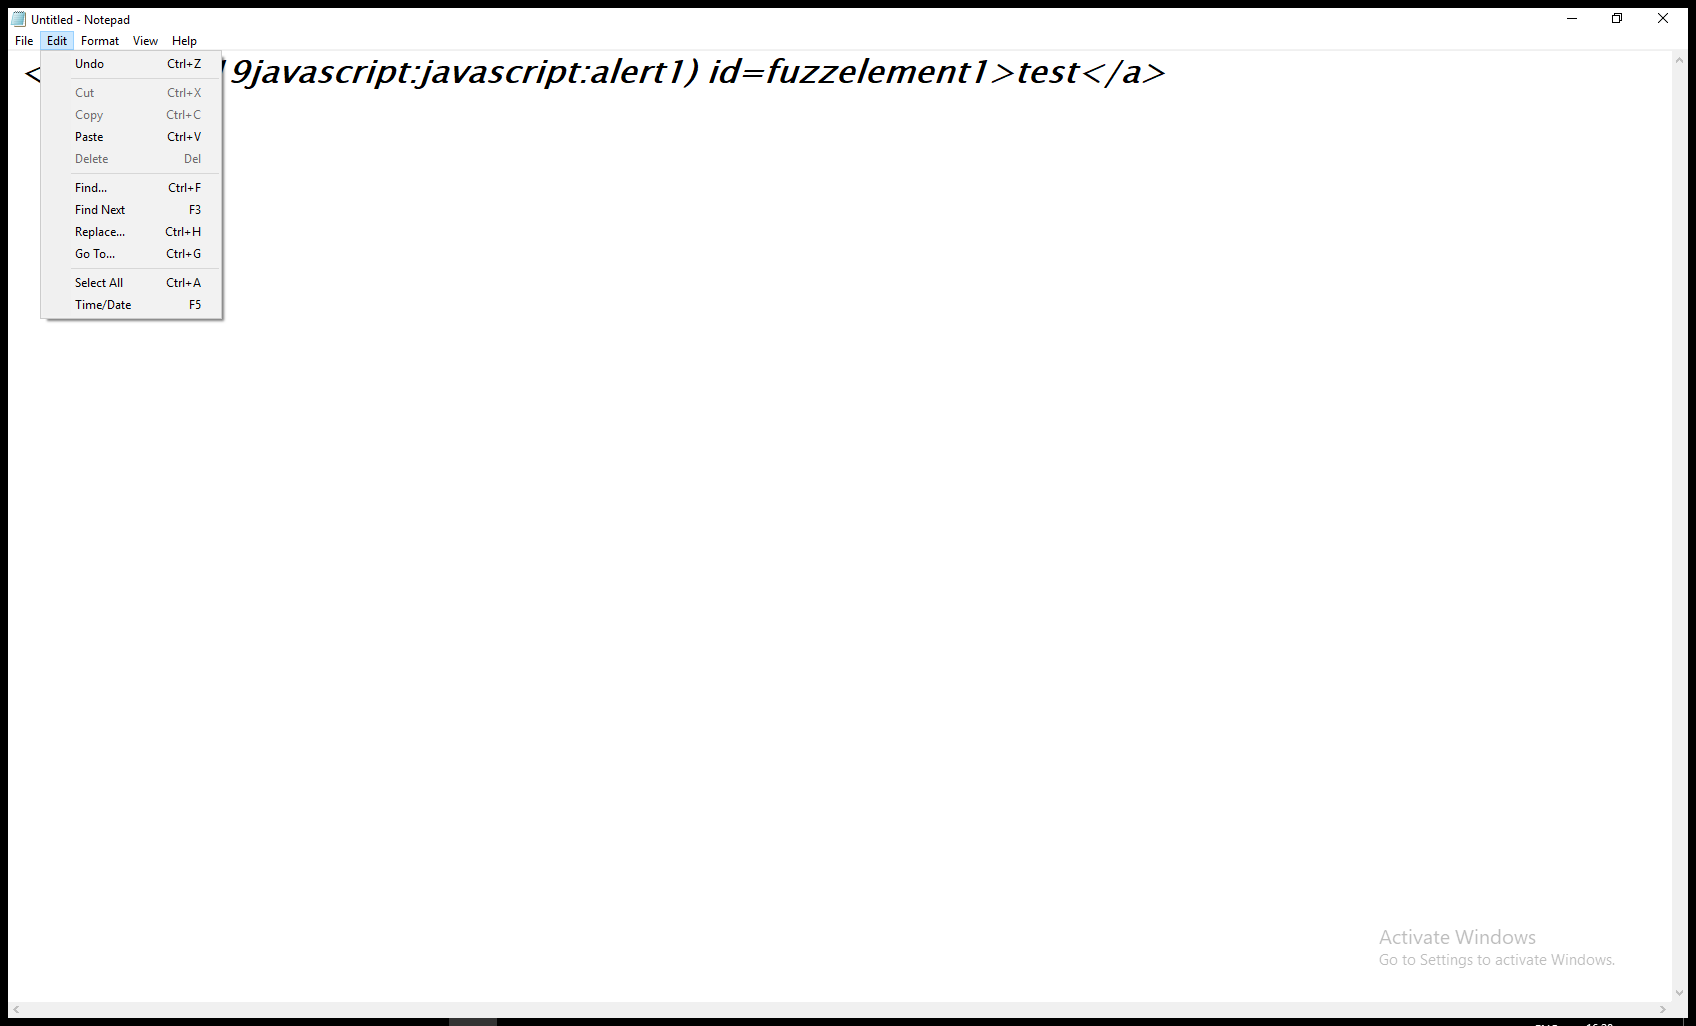 Untitled - Notepad
File Edit Format View Help
Undo Ctrl+Z
< 19javascript:javascript:alert1) id=fuzzelement1>test</a>
Cut Ctrl+X
Copy Ctrl+C
Paste Ctrl+V
Delete Del
Find... Ctrl+F
Find Next F3
Replace... Ctrl+H
Go To... Ctrl+G
Select All Ctrl+A
Time/Date F5
Activate Windows
Go to Settings to activate Windows.